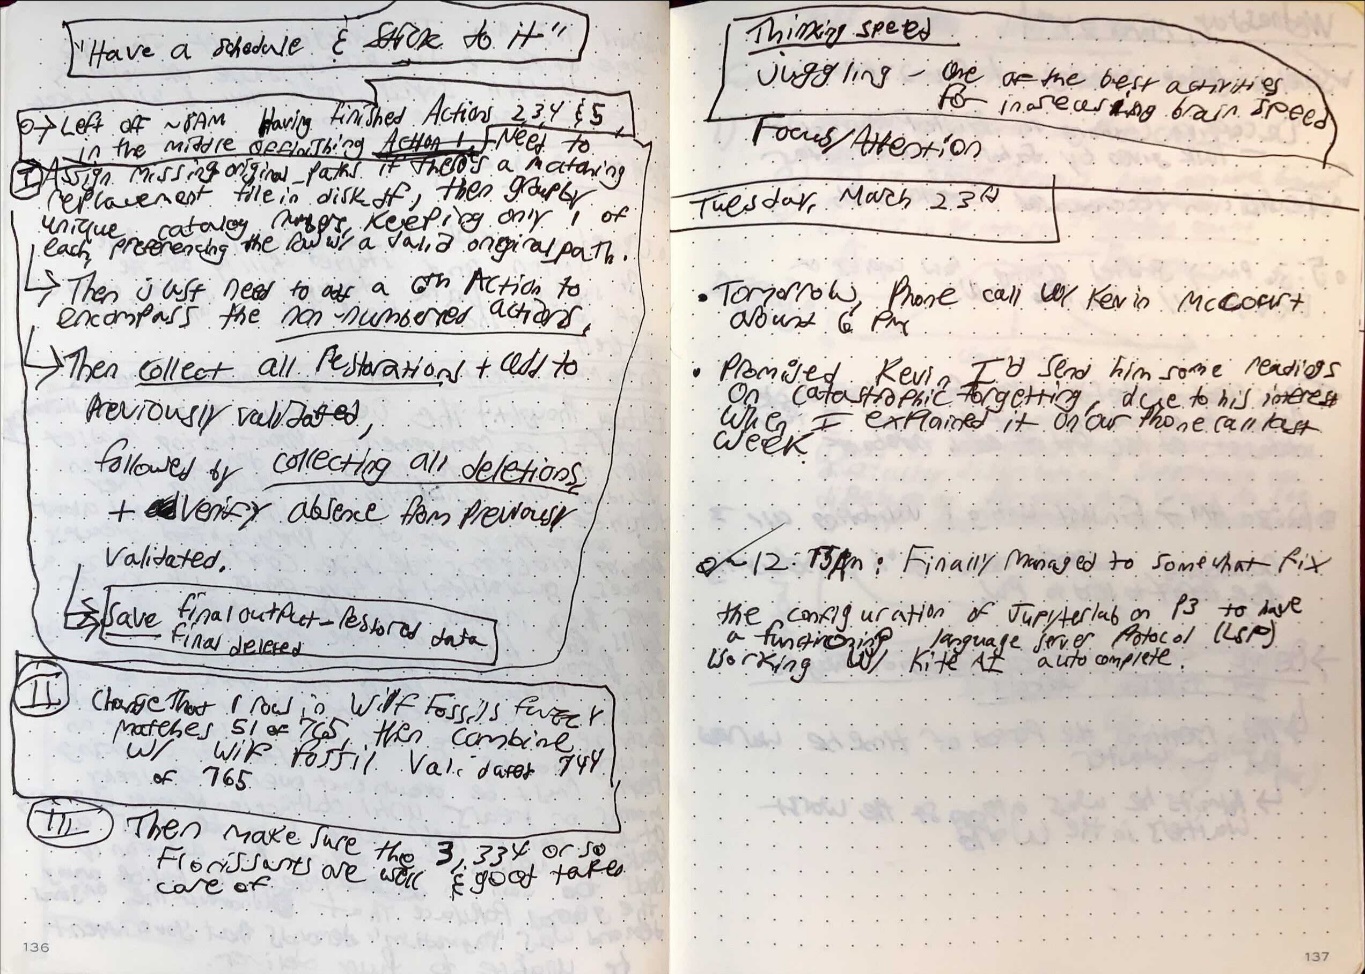 "Have a schedule & stick to it"
o→ Left off ~8AM Having finished Actions 2,3,4 & 5
in the middle of finithing Action 1. Need to
I Assign missing original_paths if there's a matching
replacement file in disk df, then groupby
unique catalog numbers, keeping only 1 of
each, preferencing the row w/ a valid original path.
↳ Then just need to add a 6th Action to
encompass the non-numbered actions.
↳ Then collect all restorations + add to
previously validated,
followed by collecting all deletions,
+ verify absence from previously
validated.
↳ Save final output_restored data
final deleted
II. Change that 1 row in Wilf Fossils fuzzy
matches 51 of 765, then combine
w/ Wilf Fossil Validated 744
of 765
III. Then make sure the 3,334 or so
Florissants are well & good taken
care of
136
Thinking speed
Juggling - One of the best activities
for increasing brain speed
Focus/Attention
Tuesday, March 23rd
• Tomorrow, Phone call w/ Kevin McCourt
about 6 pm
• Promised Kevin I'd send him some readings
on catastrophic forgetting, due to his interest
when I explained it on our phone call last
week.
o~12: : Finally managed to somewhat fix
the configuration of Jupyterlab on P3 to have
a functioning language server Protocol (LSP)
working w/ Kite AI autocomplete.
137